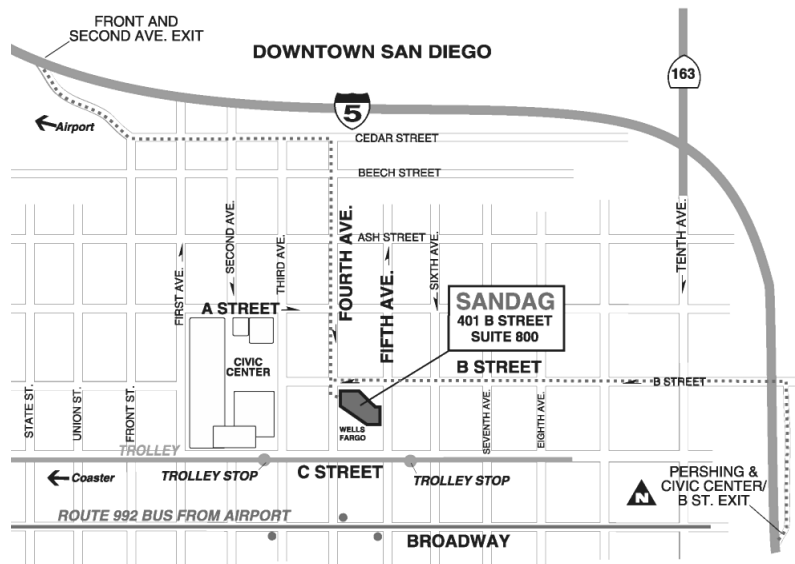 FRONT AND
SECOND AVE. EXIT
DOWNTOWN SAN DIEGO
163
5
Airport
CEDAR STREET
BEECH STREET
FIRST AVE.
SECOND AVE.
THIRD AVE.
FOURTH AVE.
ASH STREET
FIFTH AVE.
SIXTH AVE.
TENTH AVE.
A STREET
SANDAG
401 B STREET
SUITE 800
CIVIC
CENTER
B STREET
B STREET
STATE ST.
UNION ST.
FRONT ST.
WELLS
FARGO
SEVENTH AVE.
EIGHTH AVE.
TROLLEY
Coaster
TROLLEY STOP
C STREET
TROLLEY STOP
N
PERSHING &
CIVIC CENTER/
B ST. EXIT
ROUTE 992 BUS FROM AIRPORT
BROADWAY